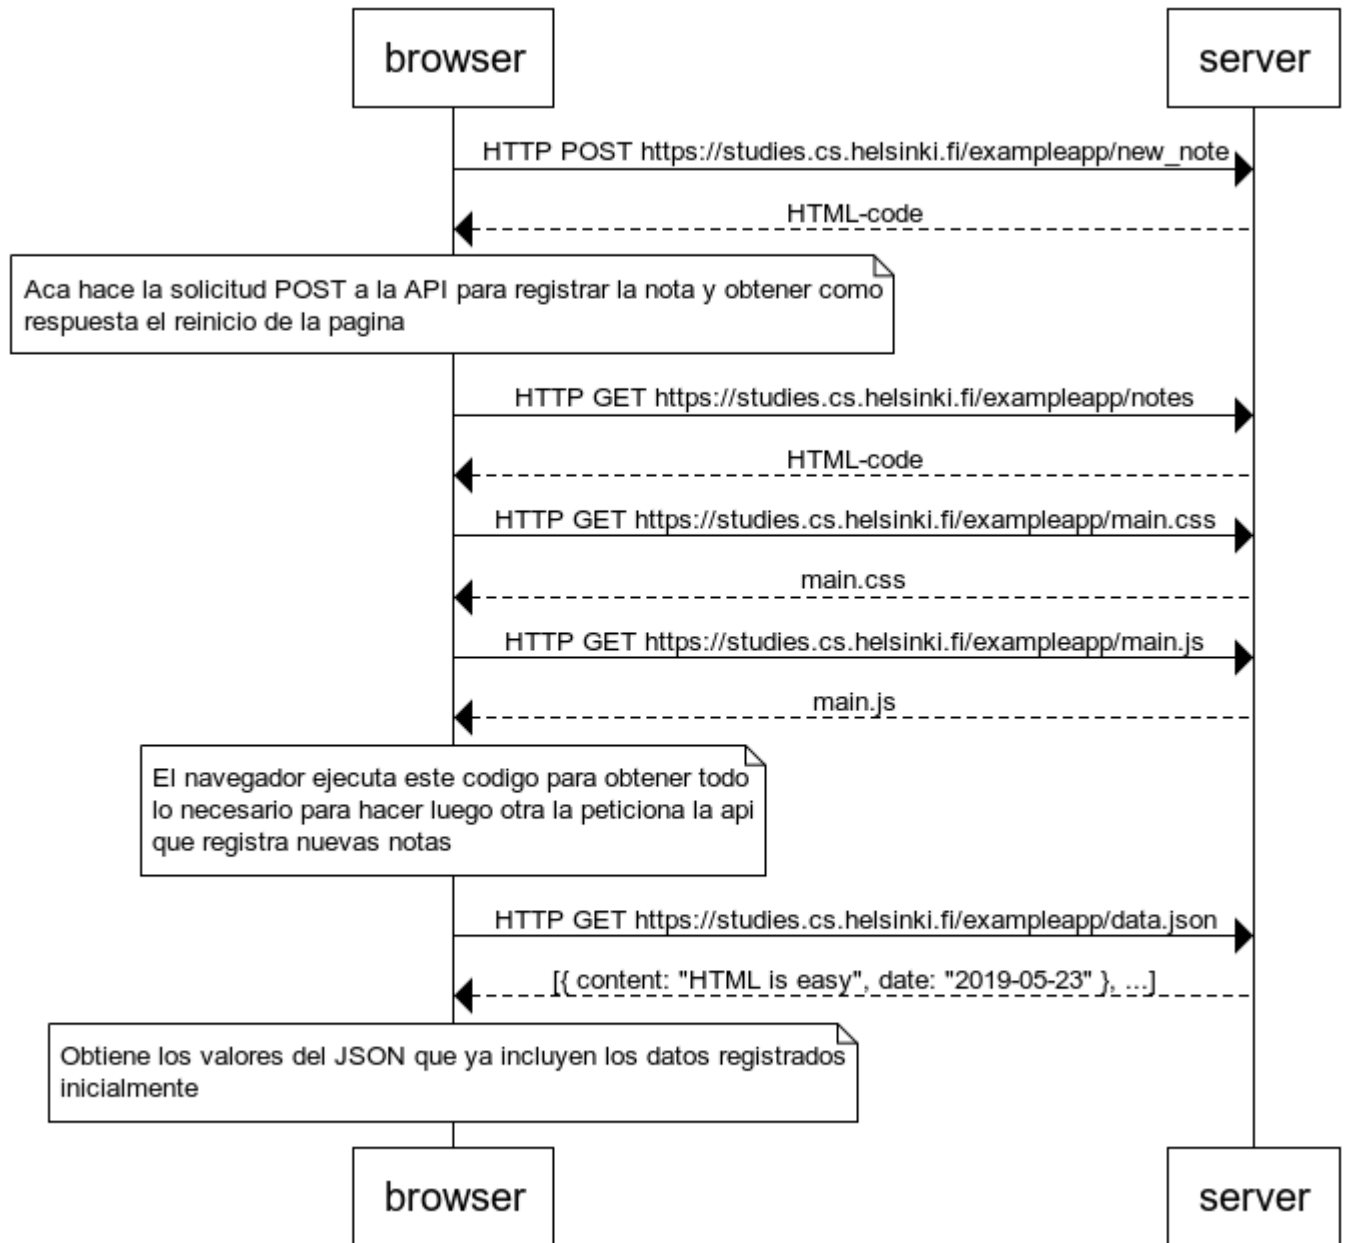 browser
server
HTTP POST https://studies.cs.helsinki.fi/exampleapp/new_note
HTML-code
Aca hace la solicitud POST a la API para registrar la nota y obtener como
respuesta el reinicio de la pagina
HTTP GET https://studies.cs.helsinki.fi/exampleapp/notes
HTML-code
HTTP GET https://studies.cs.helsinki.fi/exampleapp/main.css
main.css
HTTP GET https://studies.cs.helsinki.fi/exampleapp/main.js
main.js
El navegador ejecuta este codigo para obtener todo
lo necesario para hacer luego otra la peticiona la api
que registra nuevas notas
HTTP GET https://studies.cs.helsinki.fi/exampleapp/data.json
[{ content: "HTML is easy", date: "2019-05-23" }, ...]
Obtiene los valores del JSON que ya incluyen los datos registrados
inicialmente
browser
server